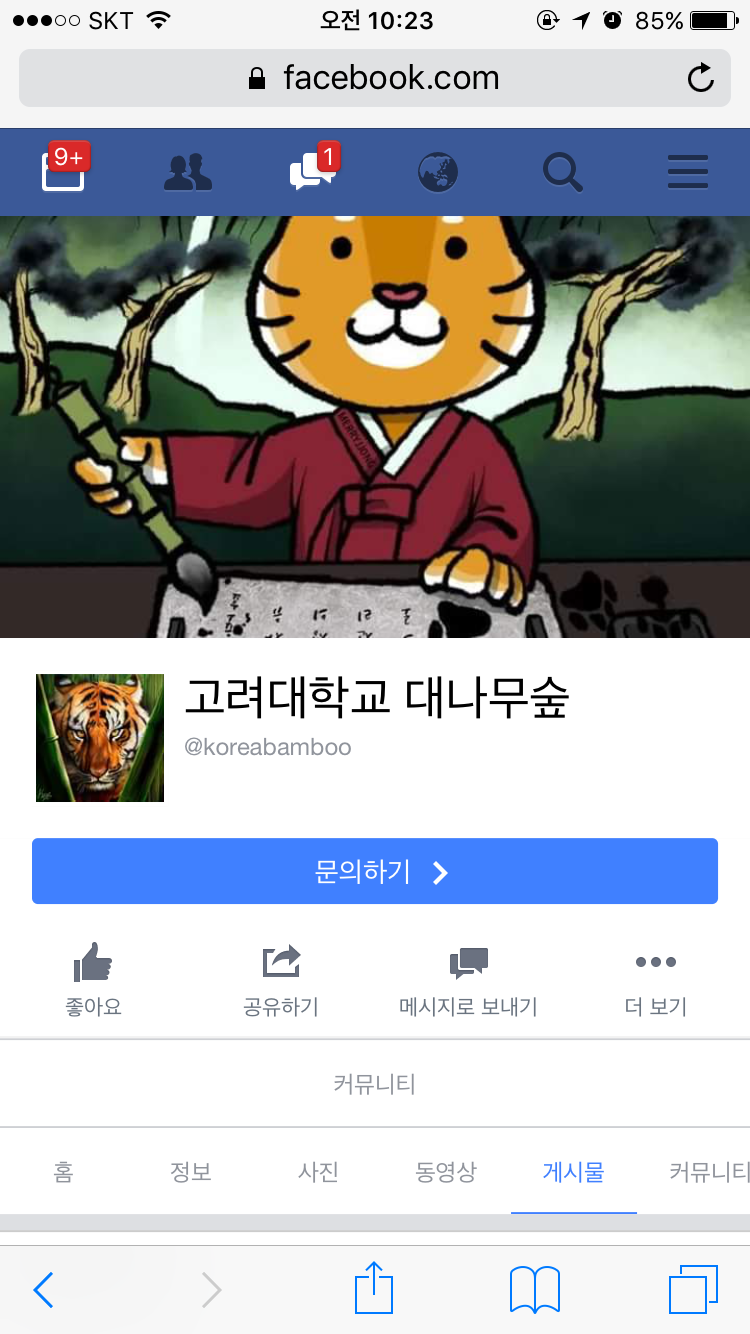 SKT 오전 10:23 85%
facebook.com
9+ 1
MERRYJJONG
고려대학교 대나무숲
@koreabamboo
문의하기
좋아요 공유하기 메시지로 보내기 더 보기
커뮤니티
홈 정보 사진 동영상 게시물 커뮤니티